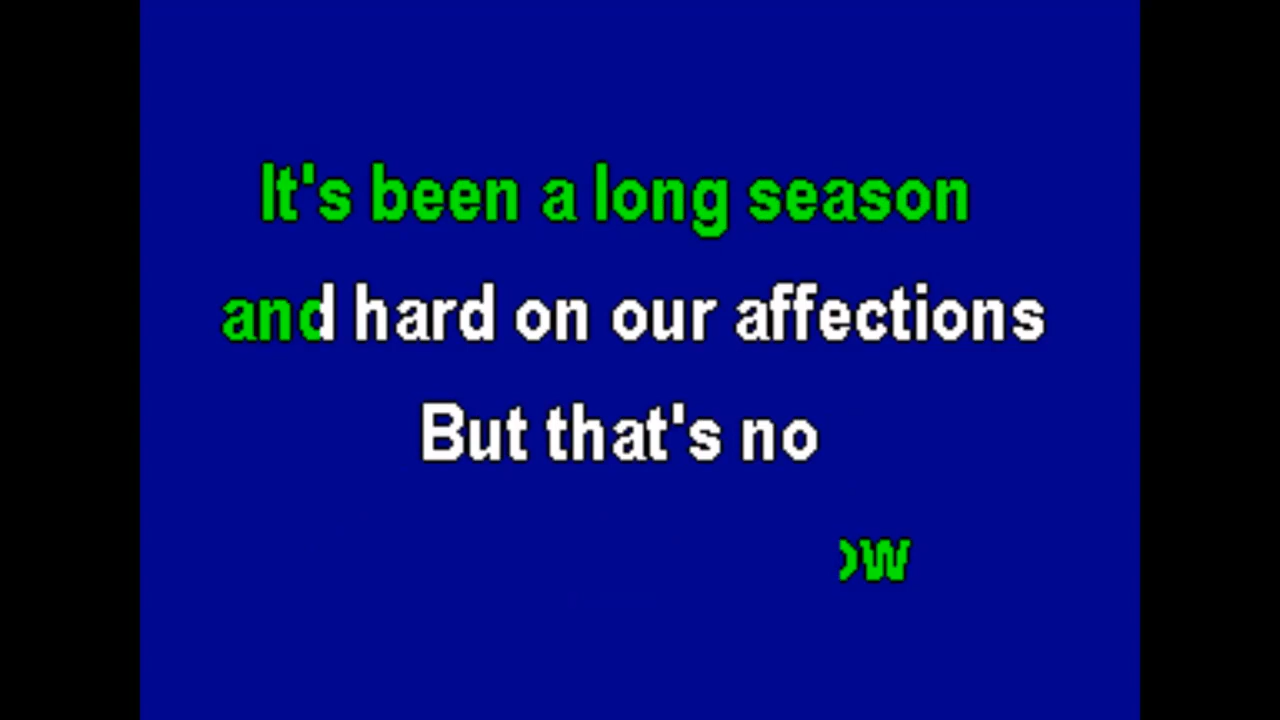 It's been a long season
and hard on our affections
But that's no